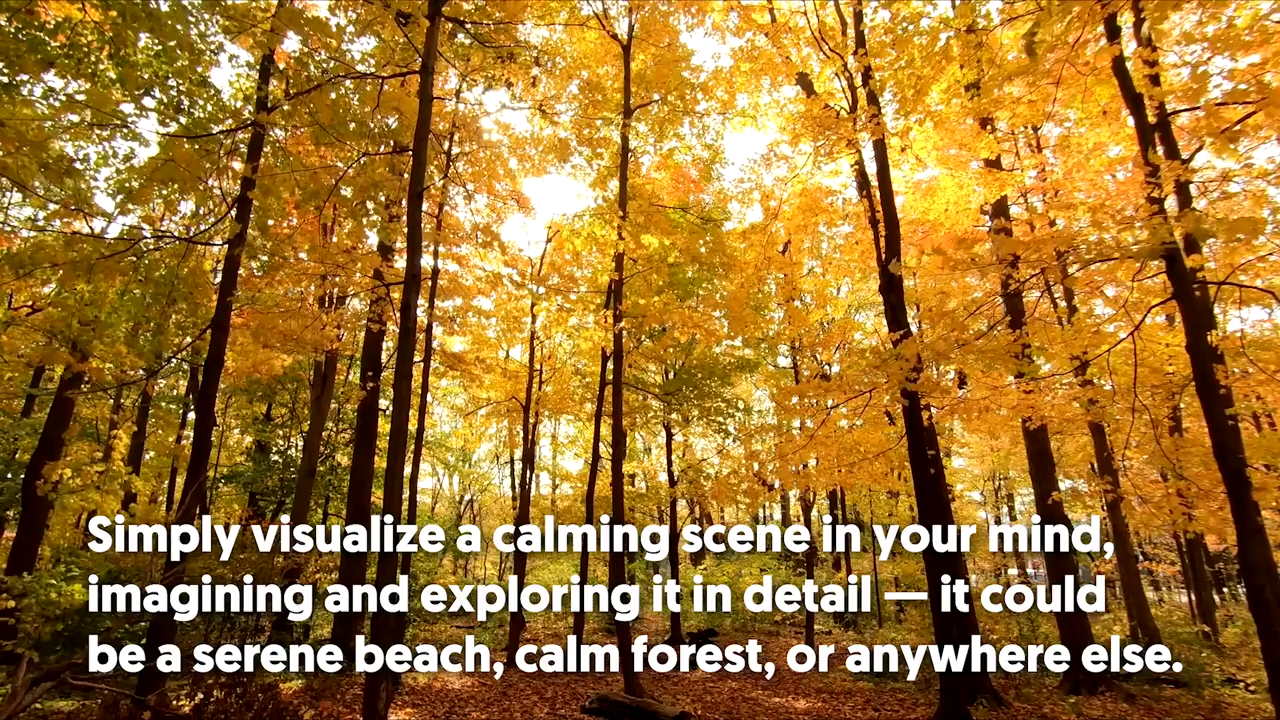 Simply visualize a calming scene in your mind,
imagining and exploring it in detail — it could
be a serene beach, calm forest, or anywhere else.